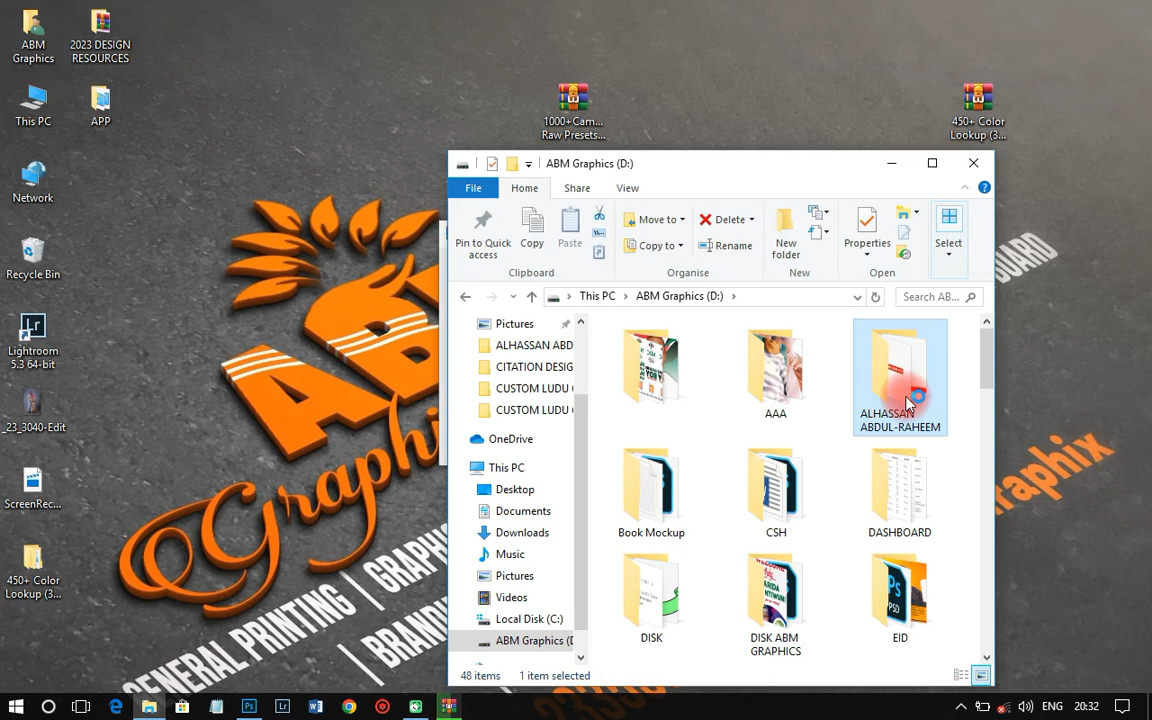 ABM
Graphics
2023 DESIGN
RESOURCES
This PC
APP
Network
Recycle Bin
Lightroom
5.3 64-bit
_23_3040-Edit
ScreenRec...
450+ Color
Lookup (3...
1000+Cam...
Raw Presets...
450+ Color
Lookup (3...
Graphix
GENERAL PRINTING | GRAPH
| BRAN
ABM Graphics (D:)
File
Home
Share
View
Pin to Quick
access
Copy
Paste
Move to
Copy to
Delete
Rename
New
folder
Properties
Select
Clipboard
Organise
New
Open
This PC
ABM Graphics (D:)
Search AB...
Pictures
ALHASSAN ABD
CITATION DESIG
CUSTOM LUDU
CUSTOM LUDU
OneDrive
This PC
Desktop
Documents
Downloads
Music
Pictures
Videos
Local Disk (C:)
ABM Graphics (D
AAA
ALHASSAN
ABDUL-RAHEEM
Book Mockup
CSH
DASHBOARD
DISK
DISK ABM
GRAPHICS
EID
48 items
1 item selected
ENG
20:32